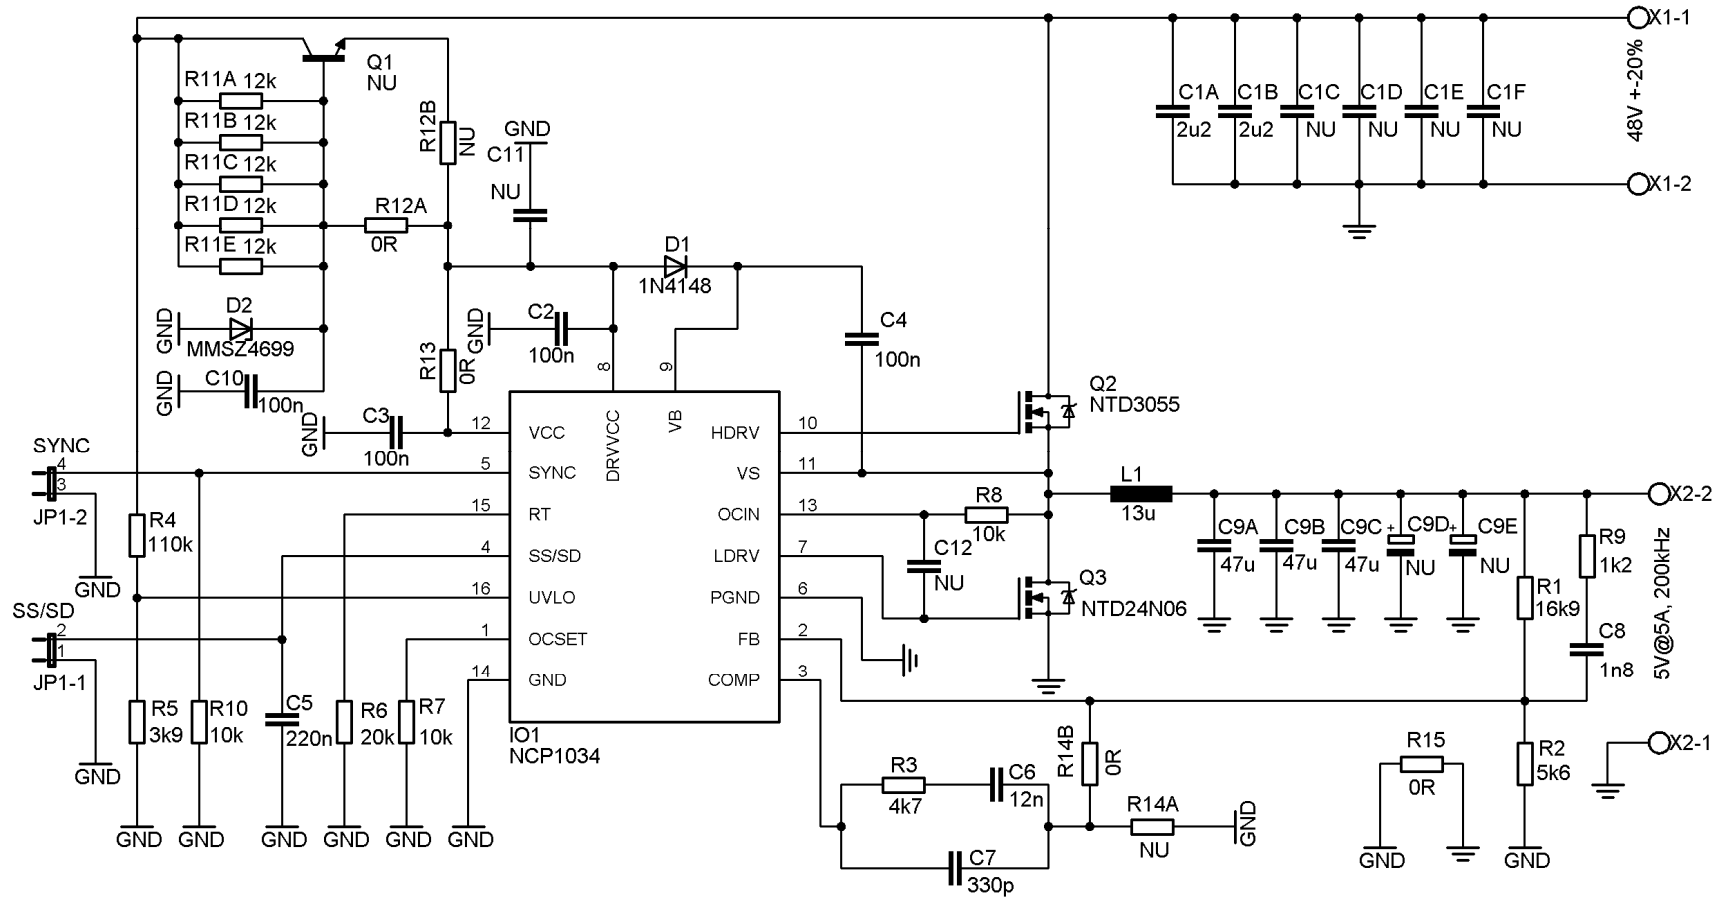 X1-1
48V +-20%
X1-2
Q1
NU
R11A 12k
R11B 12k
R11C 12k
R11D 12k
R11E 12k
R12B
NU
GND
C11
NU
R12A
0R
C1A
2u2
C1B
2u2
C1C
NU
C1D
NU
C1E
NU
C1F
NU
D1
1N4148
D2
MMSZ4699
GND
C10
100n
GND
C2
100n
GND
R13
0R
C4
100n
C3
100n
GND
Q2
NTD3055
SYNC
4
3
JP1-2
GND
SS/SD
2
1
JP1-1
GND
8
9
DRVVCC
VB
12 VCC
5 SYNC
15 RT
4 SS/SD
16 UVLO
1 OCSET
14 GND
HDRV 10
VS 11
OCIN 13
LDRV 7
PGND 6
FB 2
COMP 3
IO1
NCP1034
R4
110k
R5
3k9
R10
10k
C5
220n
R6
20k
R7
10k
GND
GND
GND
GND
GND
GND
R8
10k
C12
NU
Q3
NTD24N06
L1
13u
X2-2
C9A
47u
C9B
47u
C9C
47u
+
C9D
NU
+
C9E
NU
R9
1k2
R1
16k9
C8
1n8
5V@5A, 200kHz
X2-1
R14B
0R
R3
4k7
C6
12n
C7
330p
R14A
NU
GND
R15
0R
GND
R2
5k6
GND